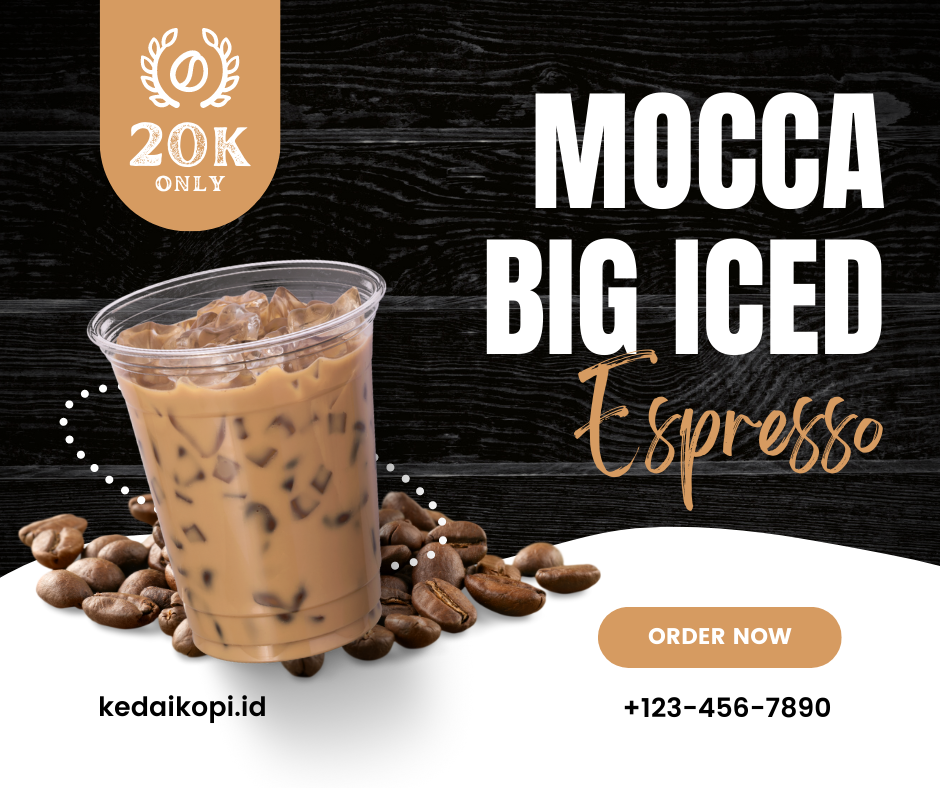 20K
ONLY
MOCCA
BIG ICED
Espresso
ORDER NOW
kedaikopi.id
+123-456-7890